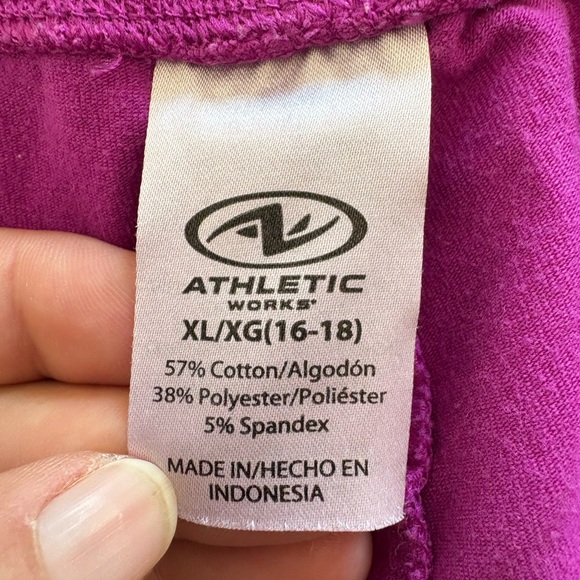 ATHLETIC
WORKS®
XL/XG(16-18)
57% Cotton/Algodón
38% Polyester/Poliéster
5% Spandex
MADE IN/HECHO EN
INDONESIA